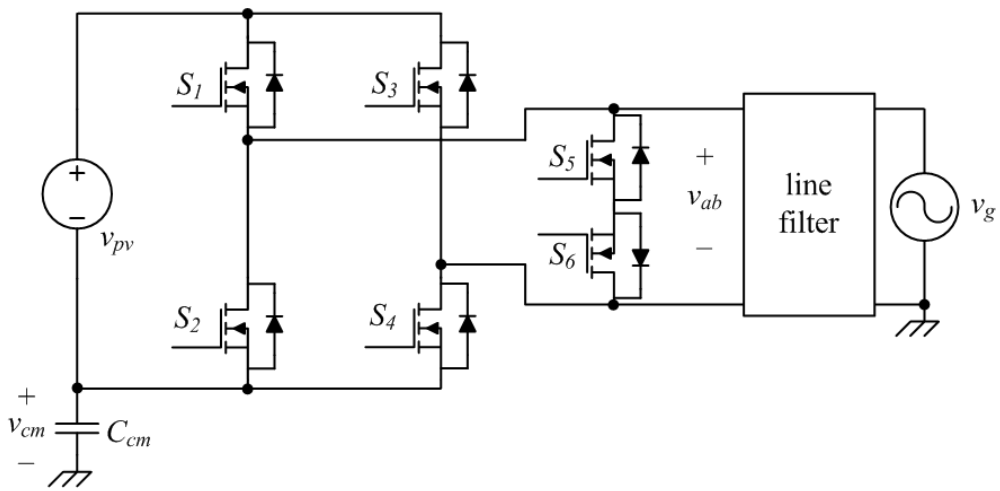 S1
S3
S5
+
+
line
filter
−
vpv
vab
vg
S6
−
S2
S4
+
vcm
Ccm
−